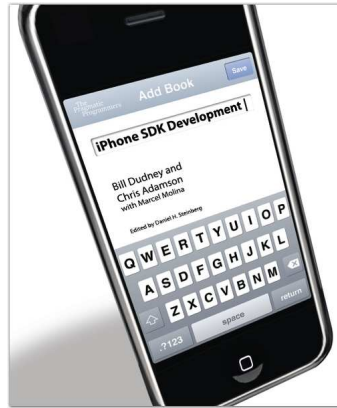 The
Pragmatic
Programmers
Add Book
Save
iPhone SDK Development
Bill Dudney and
Chris Adamson
with Marcel Molina
Edited by Daniel H. Steinberg
Q W E R T Y U I O P
A S D F G H J K L
Z X C V B N M
.?123
space
return